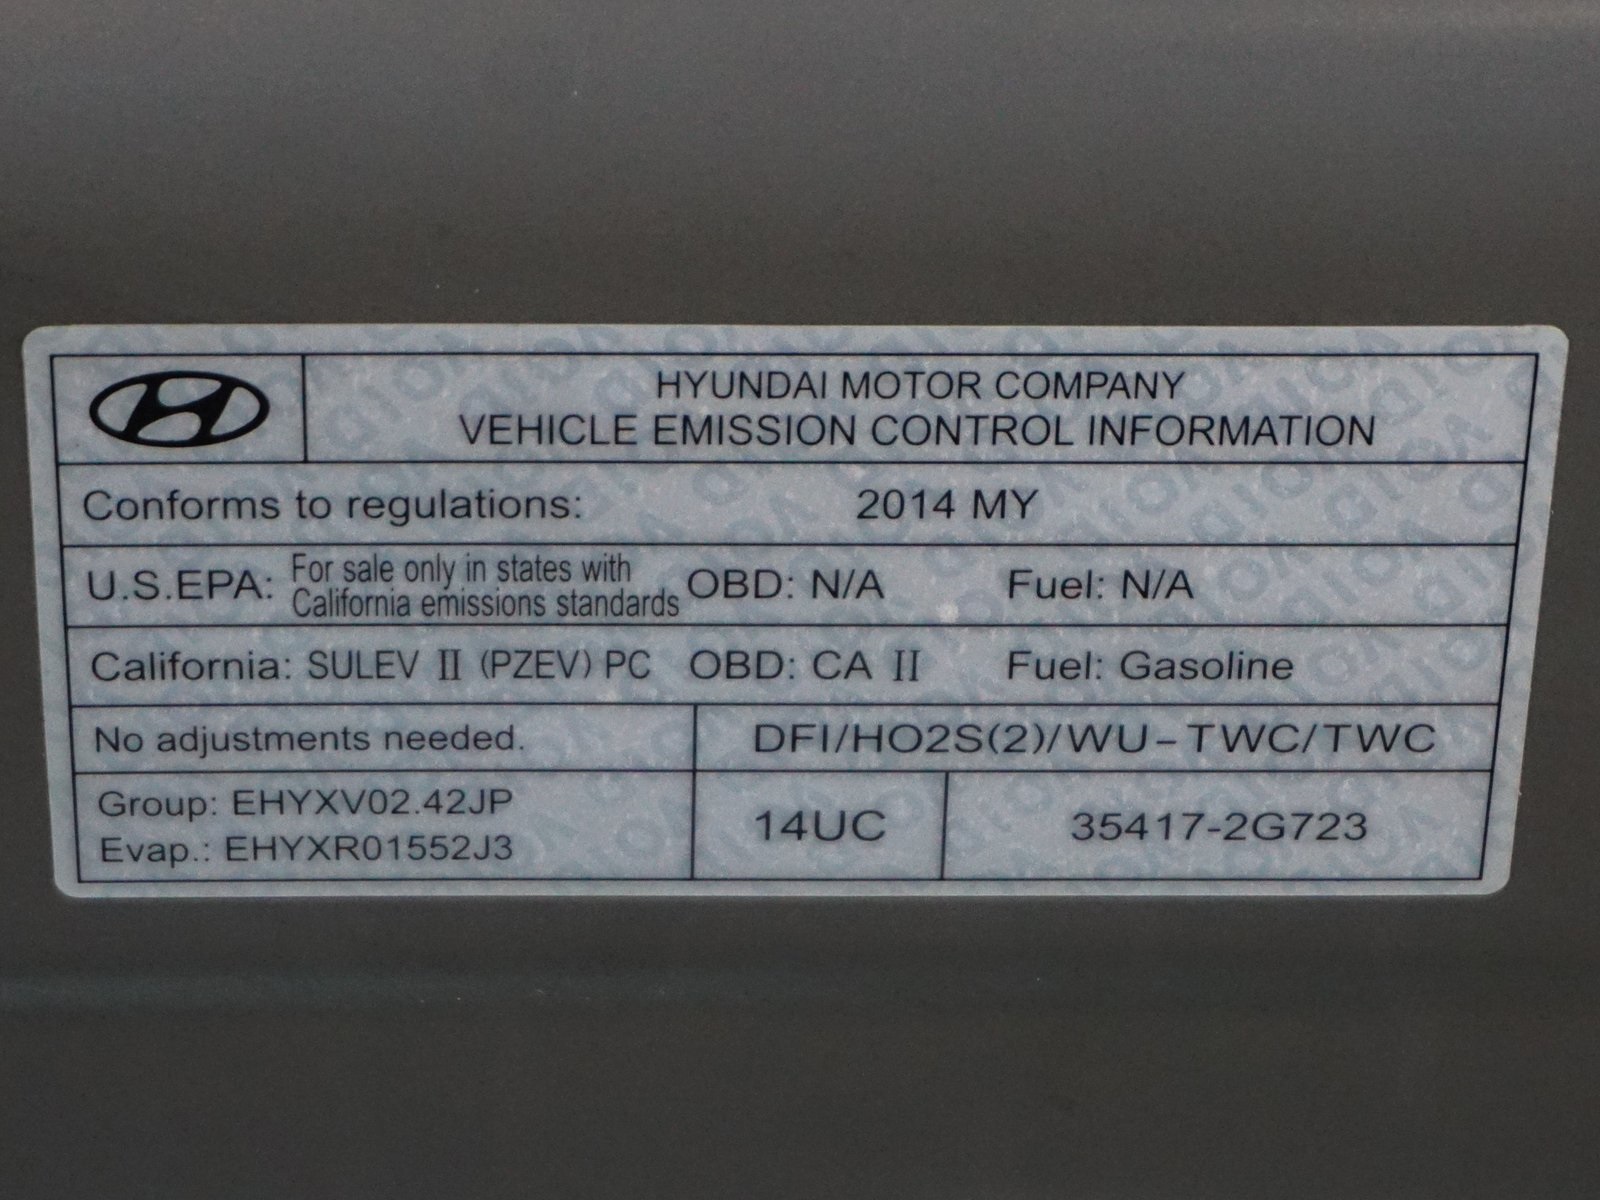 HYUNDAI MOTOR COMPANY
VEHICLE EMISSION CONTROL INFORMATION
Conforms to regulations: 2014 MY
U.S.EPA: For sale only in states with California emissions standards OBD: N/A Fuel: N/A
California: SULEV II (PZEV) PC OBD: CA II Fuel: Gasoline
No adjustments needed. DFI/HO2S(2)/WU-TWC/TWC
Group: EHYXV02.42JP
Evap.: EHYXR01552J3
14UC
35417-2G723